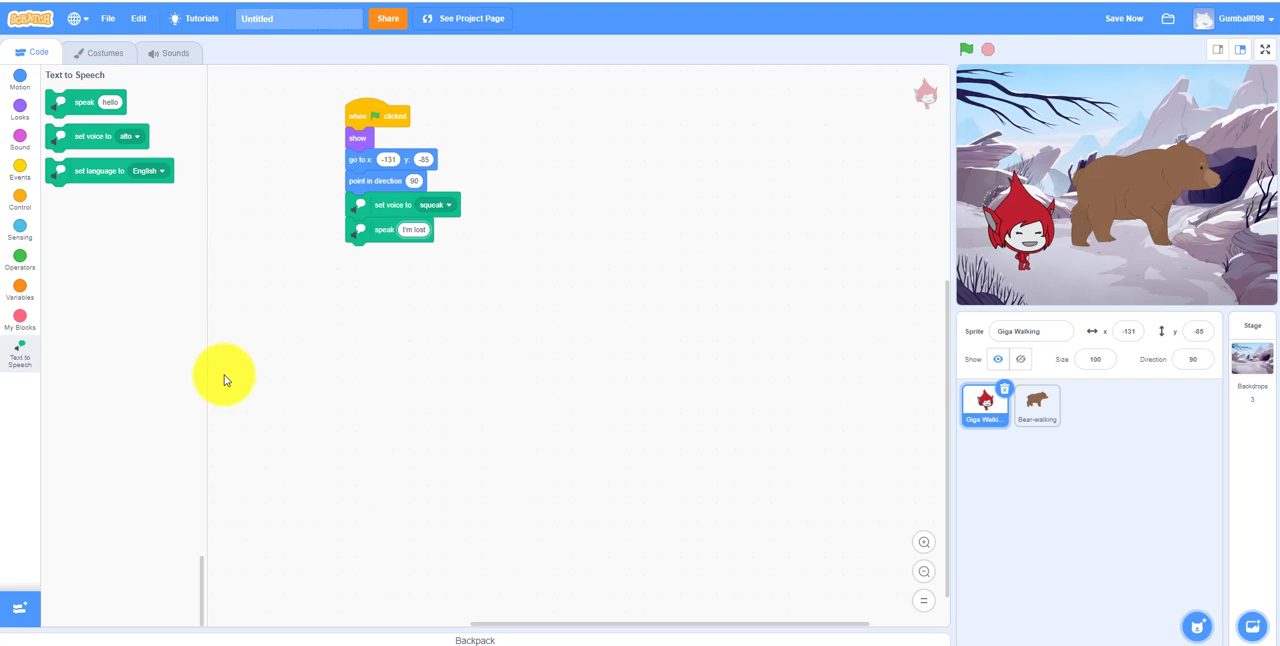 SCRATCH File Edit Tutorials Untitled Share See Project Page Save Now Gumball098
Code Costumes Sounds
Motion
Looks
Sound
Events
Control
Sensing
Operators
Variables
My Blocks
Text to
Speech
Text to Speech
speak hello
set voice to alto
set language to English
when clicked
show
go to x: -131 y: -85
point in direction 90
set voice to squeak
speak I'm lost
Backpack
Sprite Giga Walking x -131 y -85
Show Size 100 Direction 90
Giga Walki...
Bear-walking
Stage
Backdrops
3